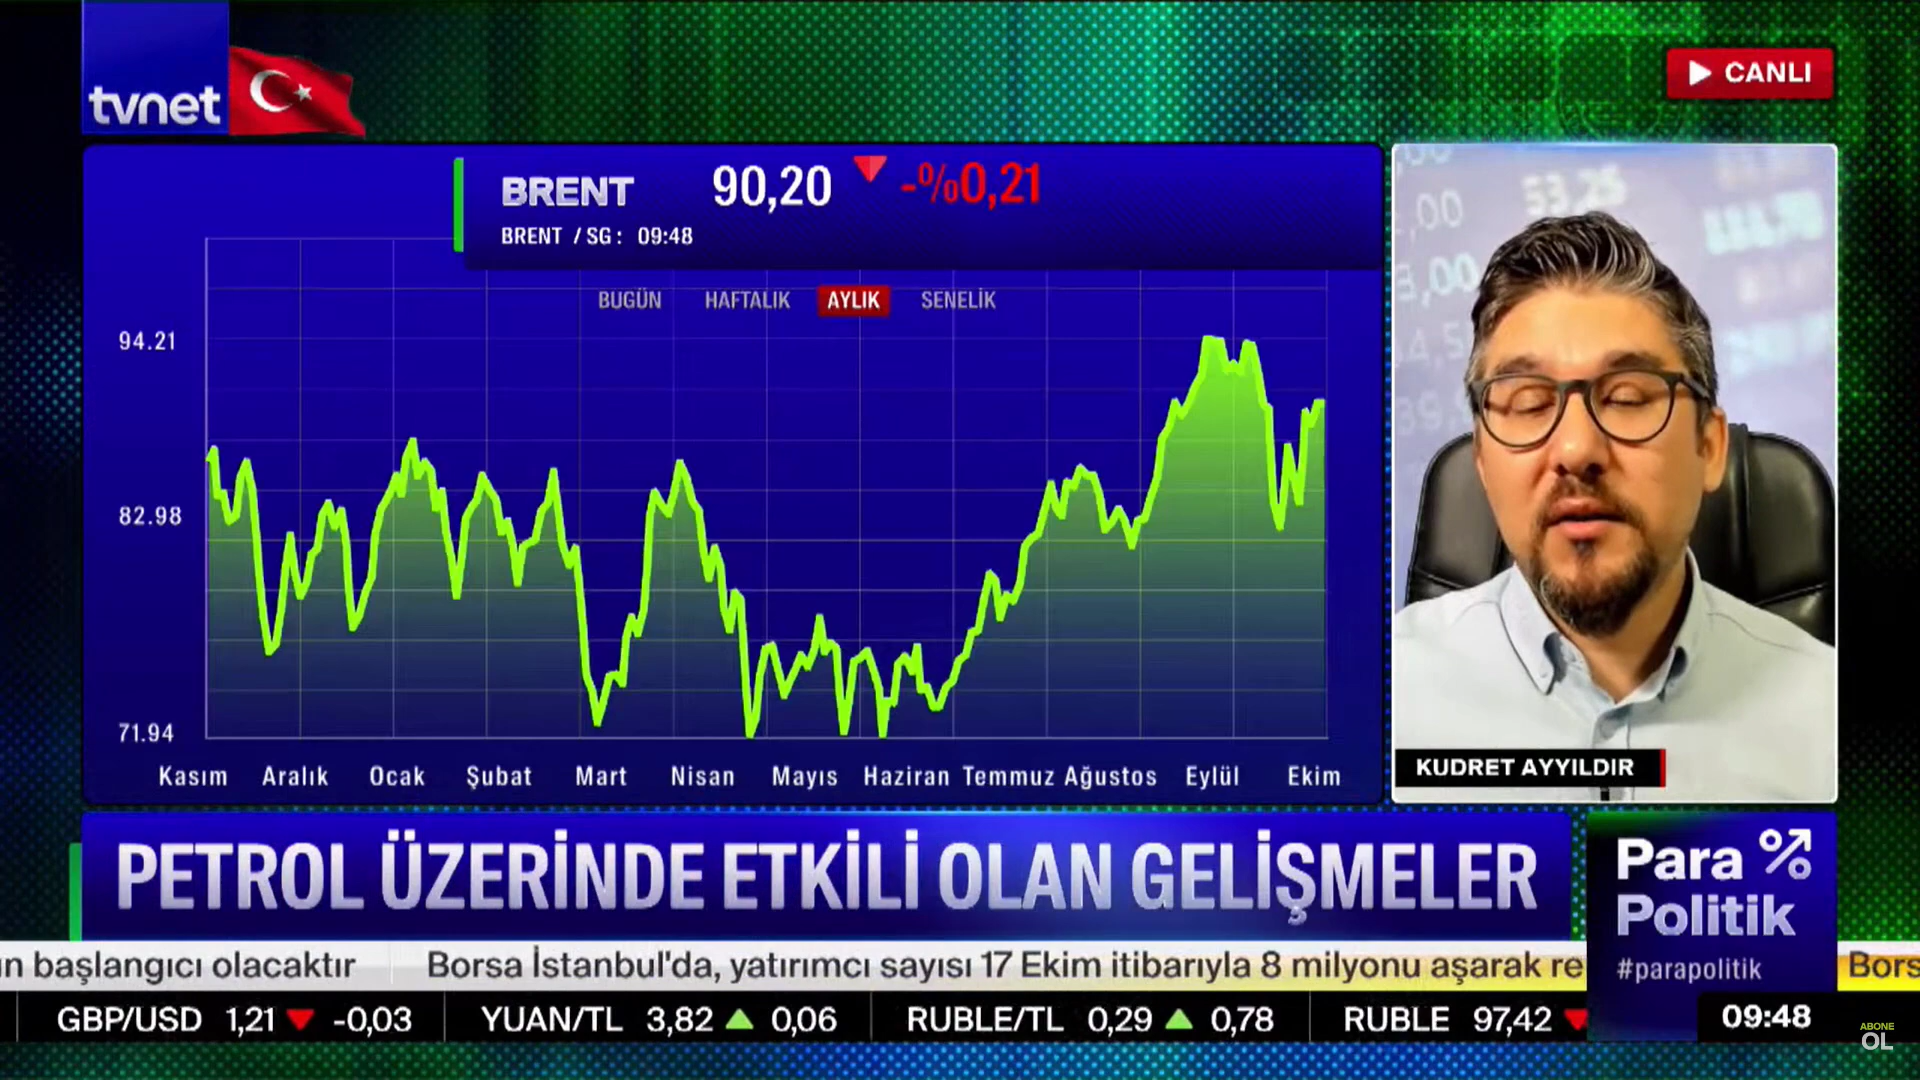 tvnet
CANLI
BRENT 90,20 -%0,21
BRENT / SG : 09:48
BUGÜN HAFTALIK AYLIK SENELİK
94.21
82.98
71.94
Kasım Aralık Ocak Şubat Mart Nisan Mayıs Haziran Temmuz Ağustos Eylül Ekim
53,25
,00
KUDRET AYYILDIR
PETROL ÜZERİNDE ETKİLİ OLAN GELİŞMELER
Para %
Politik
#parapolitik
başlangıcı olacaktır Borsa İstanbul'da, yatırımcı sayısı 17 Ekim itibarıyla 8 milyonu aşarak re Bors
GBP/USD 1,21 -0,03 YUAN/TL 3,82 0,06 RUBLE/TL 0,29 0,78 RUBLE 97,42
09:48
ABONE
OL